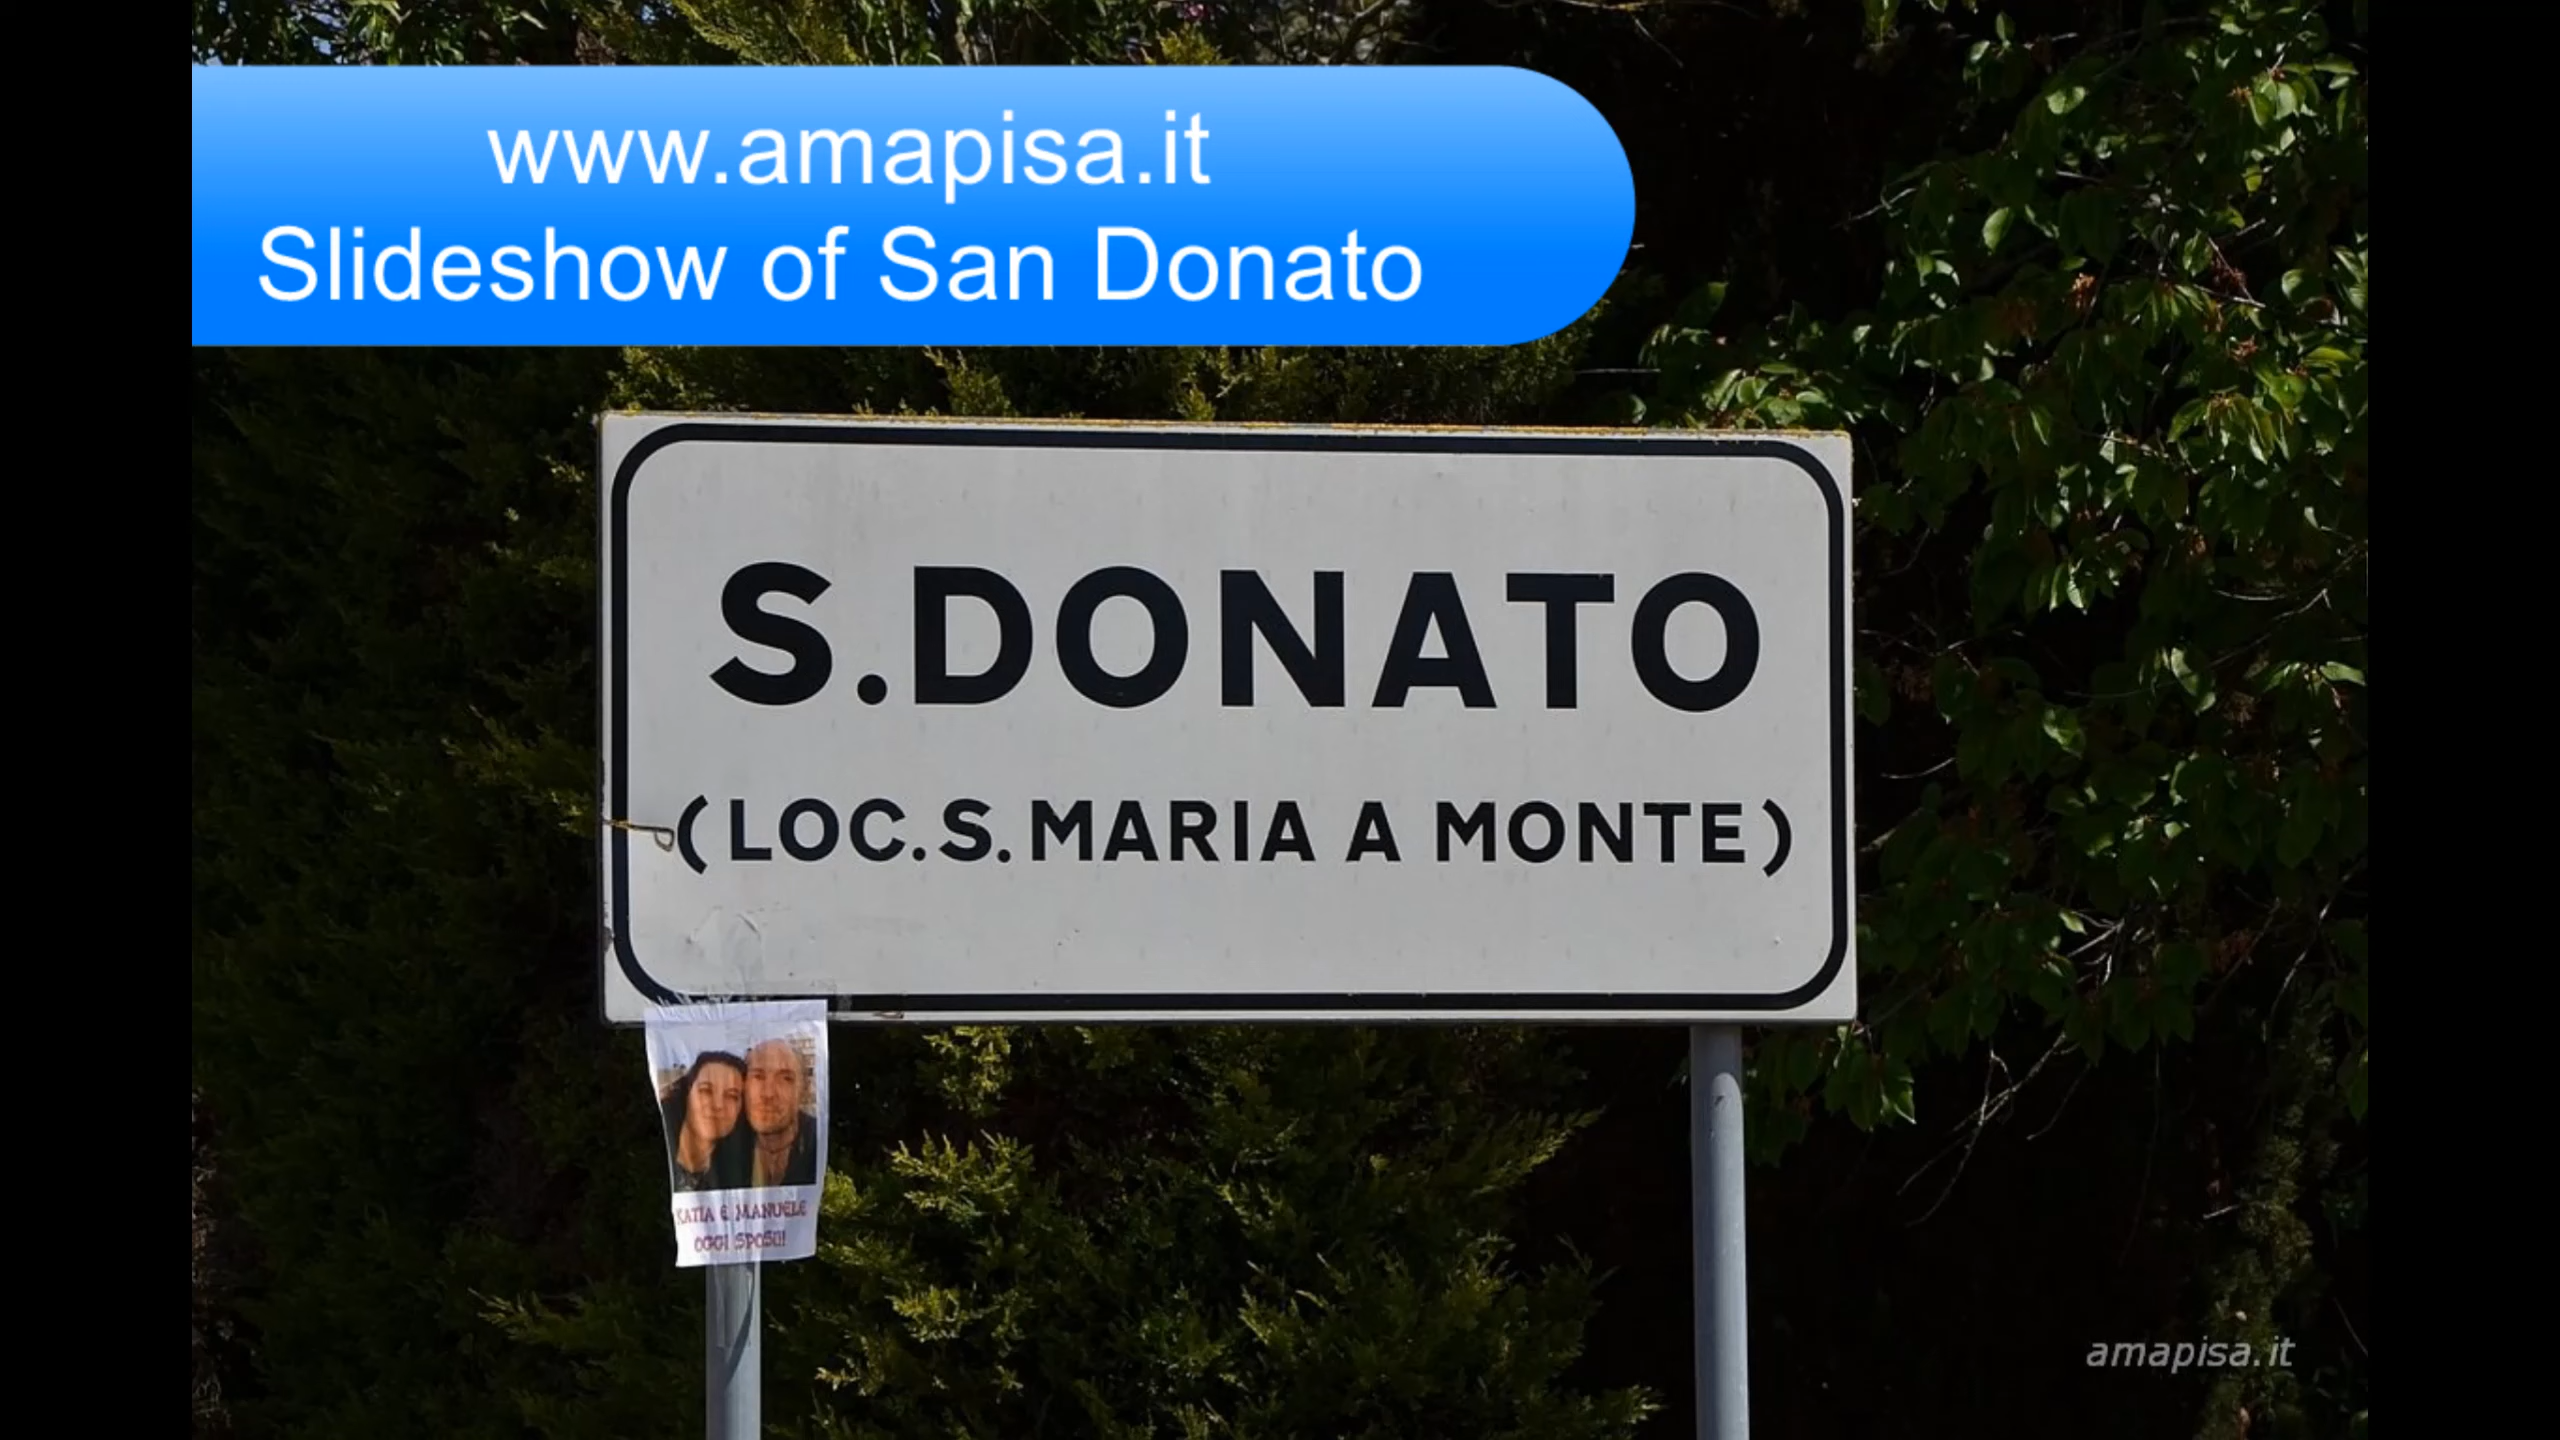 www.amapisa.it
Slideshow of San Donato
S.DONATO
(LOC.S.MARIA A MONTE)
KATIA E MANUELE
OGGI SPOSI!
amapisa.it